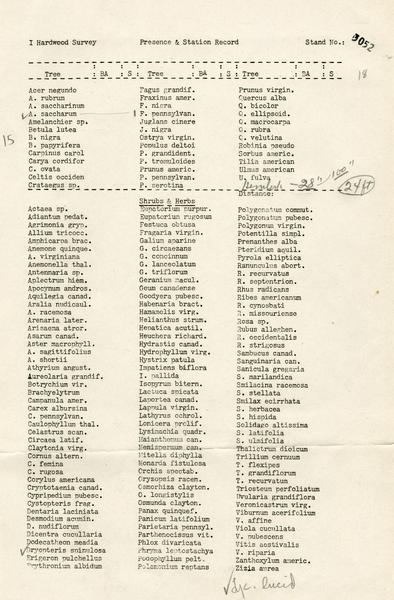 I Hardwood Survey Presence & Station Record Stand No.: 3052
Tree : BA : S : Tree : BA : S : Tree : BA : S
18
Acer negundo Fagus grandif. Prunus virgin.
A. rubrum Fraxinus amer. Quercus alba
A. saccharinum F. nigra Q. bicolor
✓ A. saccharum F. pennsylvan. Q. ellipsoid.
Amelanchier sp. Juglans cinere Q. macrocarpa
Betula lutea J. nigra Q. rubra
15 B. nigra Ostrya virgin. Q. velutina
B. papyrifera Populus deltoi Robinia pseudo
Carpinus carol P. grandident. Sorbus americ.
Carya cordifor P. tremuloides Tilia american
C. ovata Prunus americ. Ulmus american
Celtis occiden P. pennsylvan. U. fulva
Crataegus sp. P. serotina Hemlock - 28" /100" 24ft
Distance:
Shrubs & Herbs
Actaea sp. Eupatorium purpur. Polygonatum commut.
Adiantum pedat. Eupatorium rugosum Polygonatum pubesc.
Agrimonia gryp. Festuca obtusa Polygonum virgin.
Allium tricocc. Fragaria virgin. Potentilla simpl.
Amphicarpa brac. Galium aparine Prenanthes alba
Anemone quinque. G. circaezans Pteridium aquil.
A. virginiana G. concinnum Pyrola elliptica
Anemonella thal. G. lanceolatum Ranunculus abort.
Antennaria sp. G. triflorum R. recurvatus
Aplectrum hiem. Geranium macul. R. septentrion.
Apocynum andros. Geum canadense Rhus radicans
Aquilegia canad. Goodyera pubesc. Ribes americanum
Aralia nudicaul. Habenaria bract. R. cynobati
A. racemosa Hamamelis virg. R. missouriense
Arenaria later. Helianthus strum. Rosa sp.
Arisaema atror. Hepatica acutil. Rubus alleghen.
Asarum canad. Heuchera richard. R. occidentalis
Aster macrophyll. Hydrastis canad. R. strigosus
A. sagittifolius Hydrophyllum virg. Sambucus canad.
A. shortii Hystrix patula Sanguinaria can.
Athyrium angust. Impatiens biflora Sanicula gregaria
Aureolaria grandif. I. pallida S. marilandica
Botrychium vir. Isopyrum bitern. Smilacina racemosa
Brachyelytrum Lactuca spicata S. stellata
Campanula amer. Laportea canad. Smilax ecirrhata
Carex albursina Lappula virgin. S. herbacea
C. pennsylvan. Lathyrus ochrol. S. hispida
Caulophyllum thal. Lonicera prolif. Solidago altissima
Celastrus scan. Lysimachia quadr. S. latifolia
Circaea latif. Maianthemum can. S. ulmifolia
Claytonia virg. Menispermum can. Thalictrum dioicum
Cornus altern. Mitella diphylla Trillium cernuum
C. femina Monarda fistulosa T. flexipes
C. rugosa Orchis spectab. T. grandiflorum
Corylus americana Oryzopsis racem. T. recurvatum
Cryptotaenia canad. Osmorhiza clayton. Triosteum perfoliatum
Cypripedium pubesc. O. longistylis Uvularia grandiflora
Cystopteris frag. Osmunda clayton. Veronicastrum virg.
Dentaria laciniata Panax quinquef. Viburnum acerifolium
Desmodium acumin. Panicum latifolium V. affine
D. nudiflorum Parietaria pennsyl. Viola cucullata
Dicentra cucullaria Parthenocissus vit. V. pubescens
Dodecatheon meadia Phlox divaricata Vitis aestivalis
✓ Dryopteris spinulosa Phryma leptostachya V. riparia
Erigeron pulchellus Podophyllum pelt. Zanthoxylum americ.
Erythronium albidum Polemonium reptans Zizia aurea
✓ Lyc. lucid